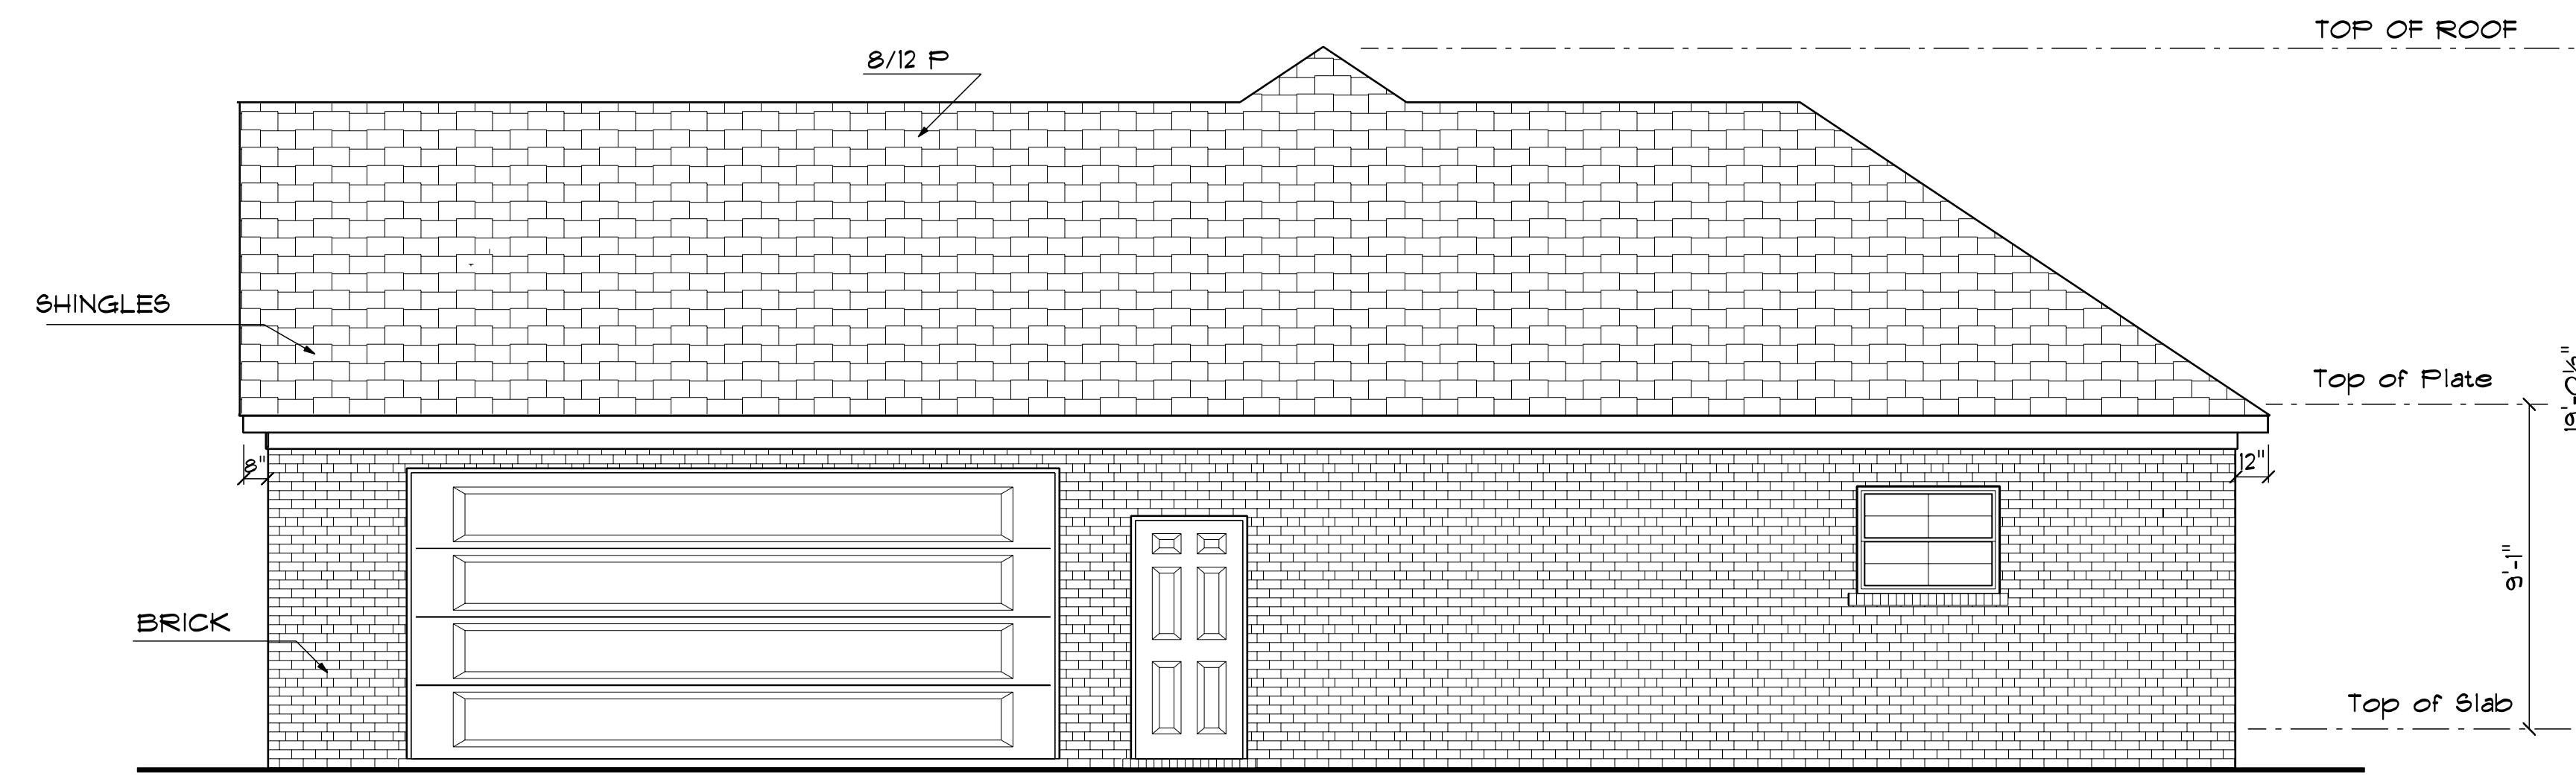 TOP OF ROOF
8/12 P
SHINGLES
Top of Plate
8"
12"
9'-1"
BRICK
Top of Slab